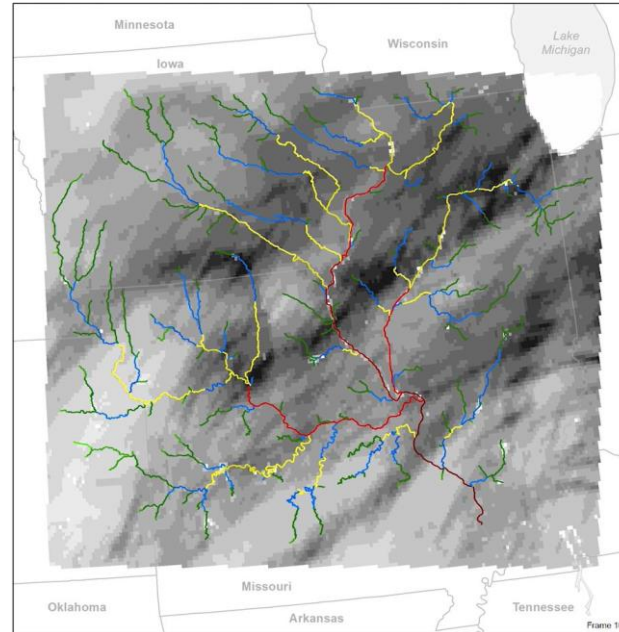 Minnesota
Wisconsin
Lake
Michigan
Iowa
Missouri
Oklahoma
Arkansas
Tennessee